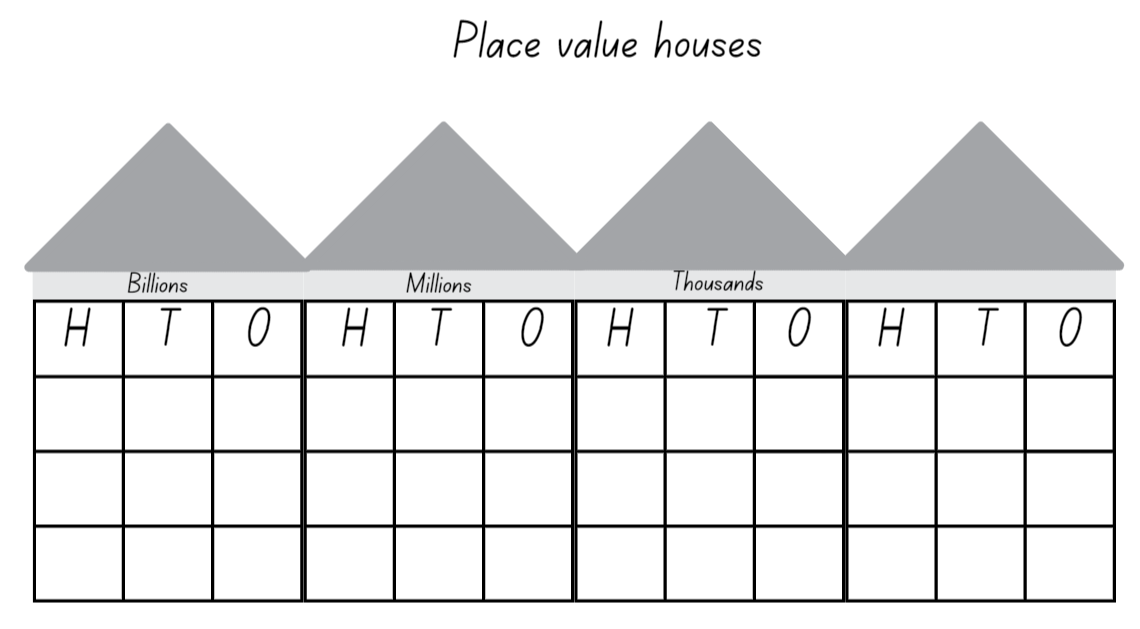 Place value houses
Billions Millions Thousands
H T O H T O H T O H T O